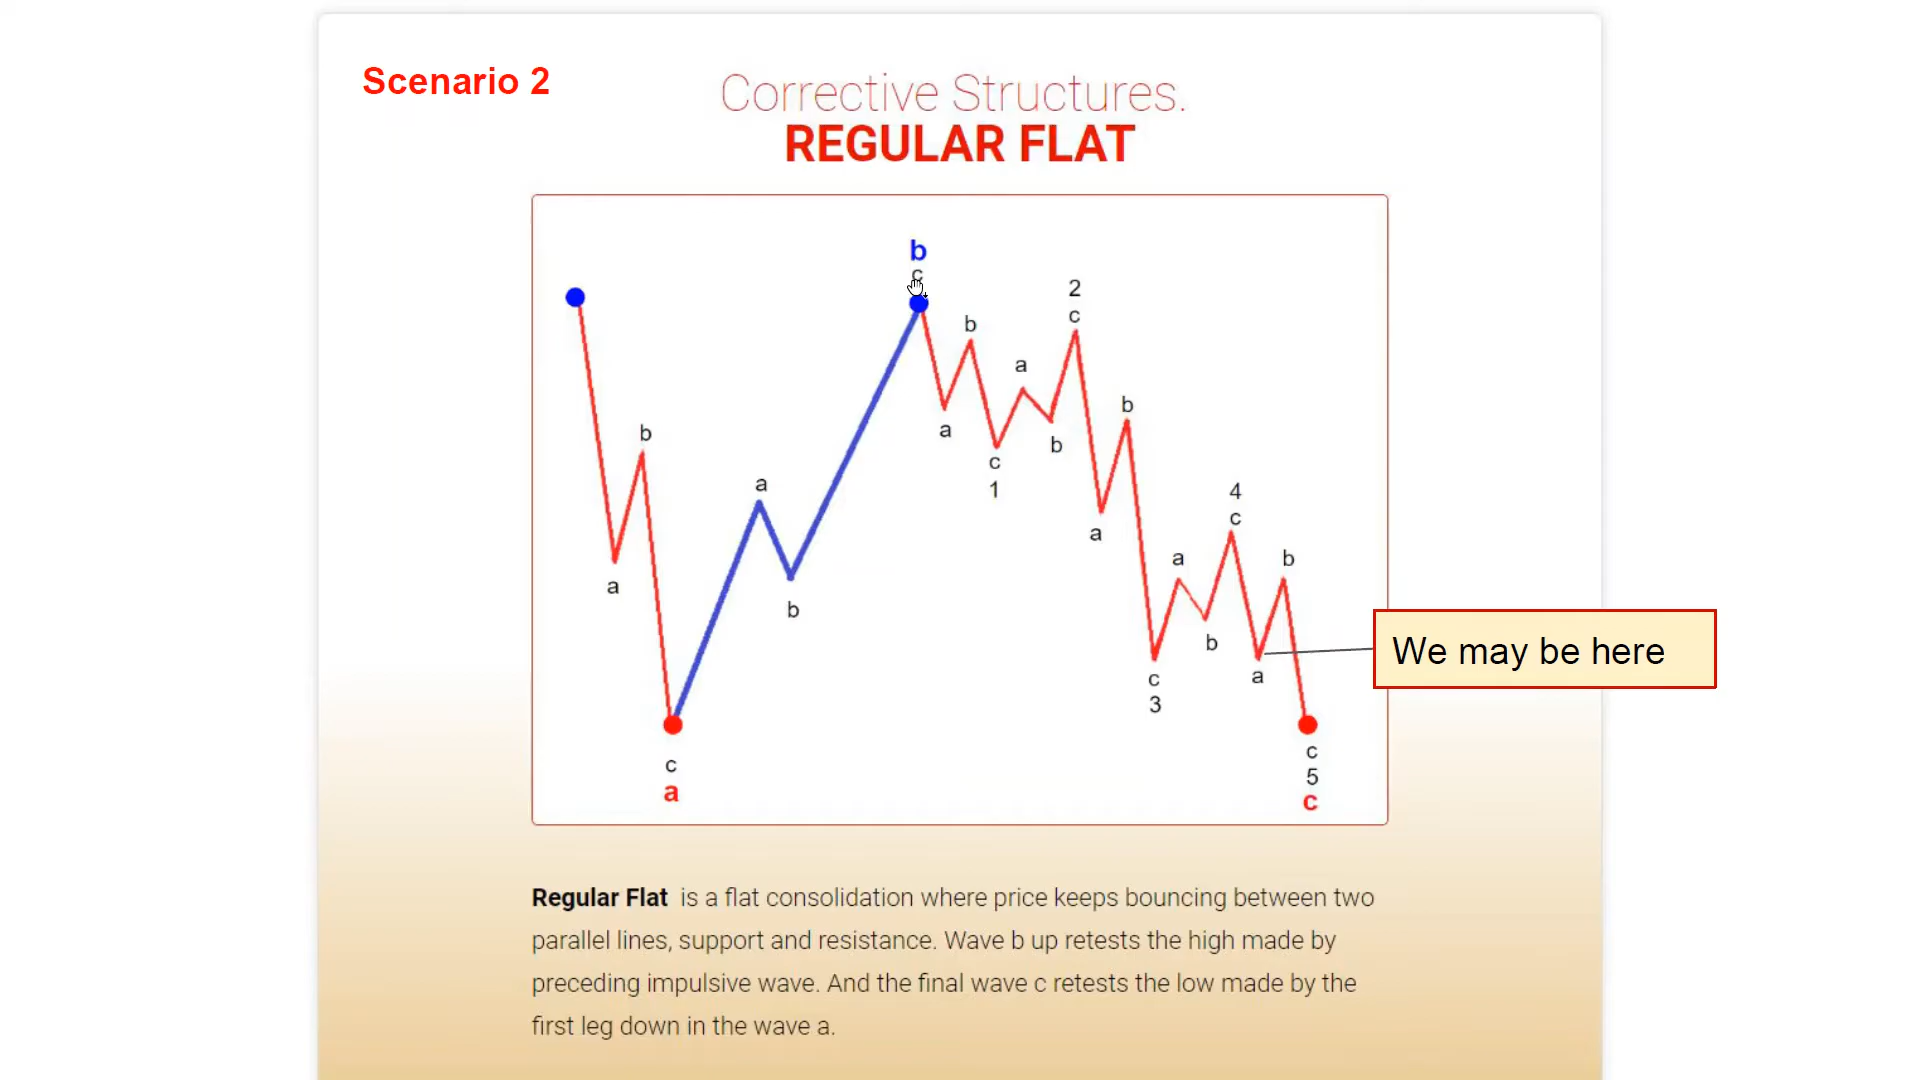 Scenario 2
Corrective Structures.
REGULAR FLAT
b
c
2
c
b
a
b
b
a
a
b
c
1
4
c
a
b
a
b
a
b
c
3
We may be here
a
c
a
c
5
c
Regular Flat is a flat consolidation where price keeps bouncing between two
parallel lines, support and resistance. Wave b up retests the high made by
preceding impulsive wave. And the final wave c retests the low made by the
first leg down in the wave a.